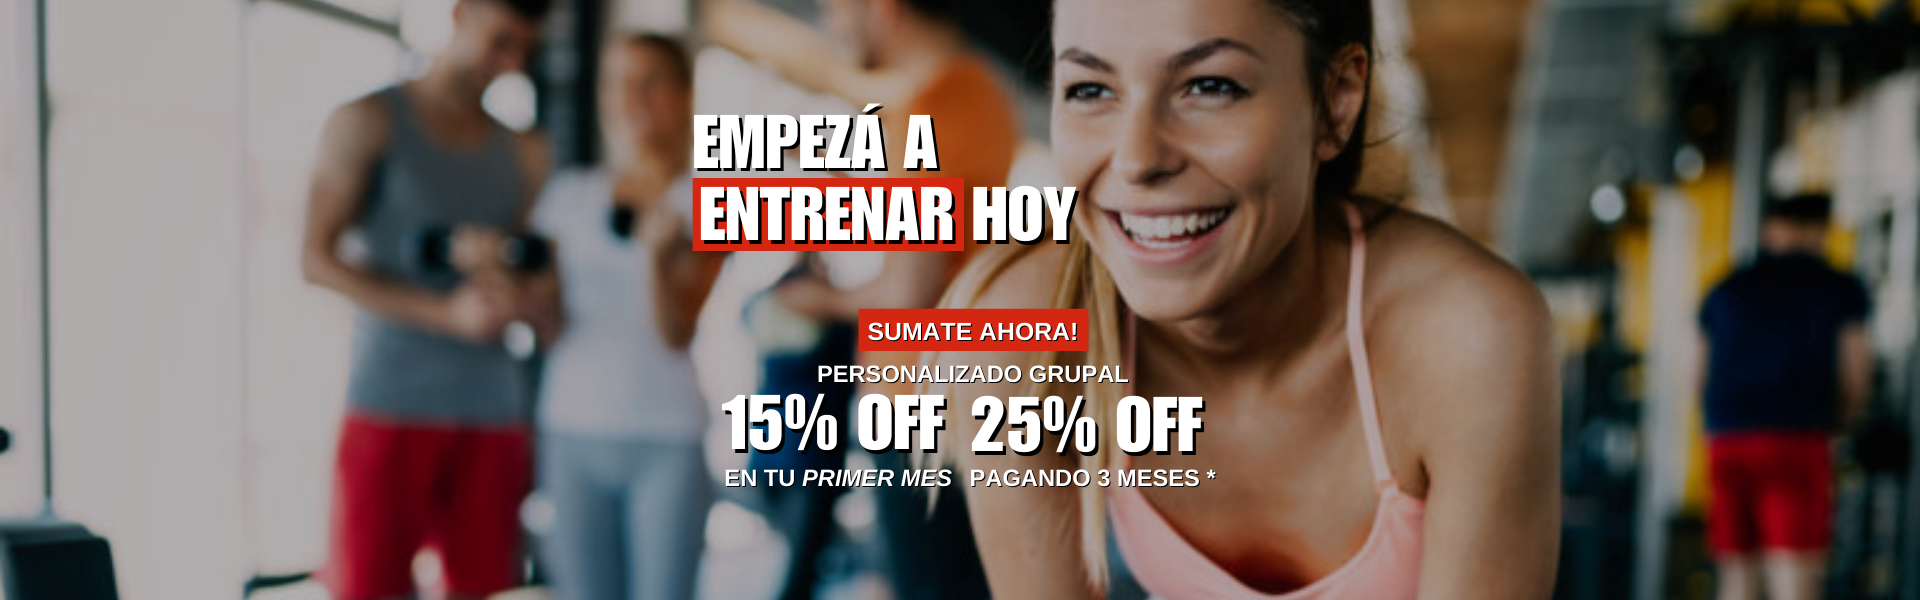 EMPEZÁ A
ENTRENAR HOY
SUMATE AHORA!
PERSONALIZADO GRUPAL
15% OFF 25% OFF
EN TU PRIMER MES PAGANDO 3 MESES *